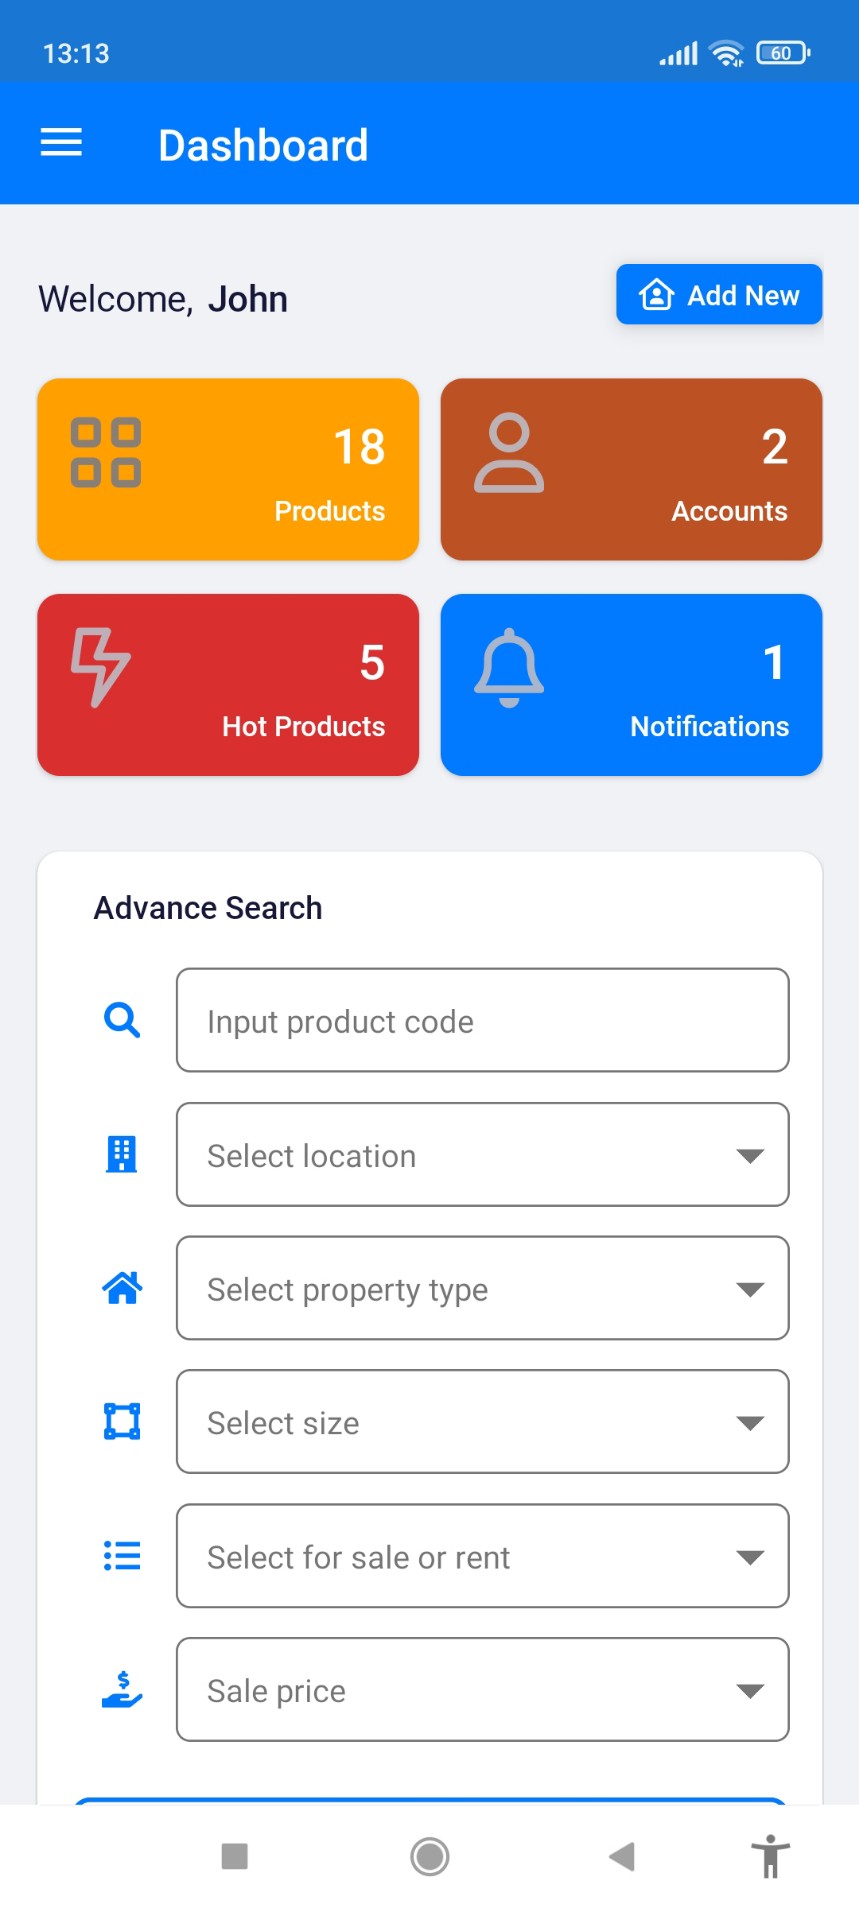 13:13 60
Dashboard
Welcome, John
Add New
18
Products
2
Accounts
5
Hot Products
1
Notifications
Advance Search
Input product code
Select location
Select property type
Select size
Select for sale or rent
$
Sale price